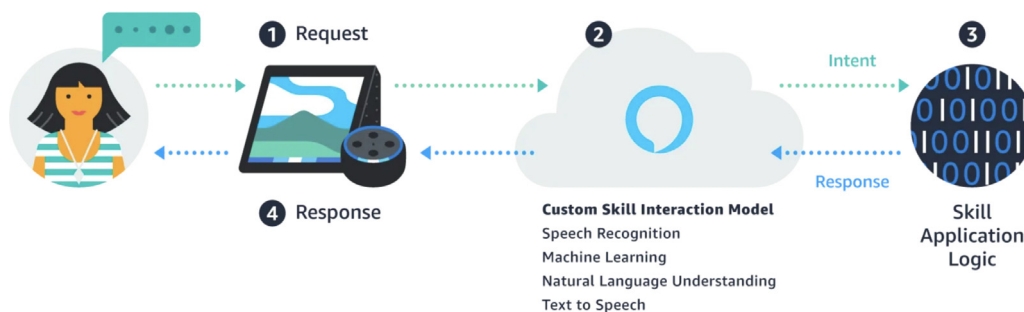 1 Request
2
3
Intent
Response
4 Response
Custom Skill Interaction Model
Speech Recognition
Machine Learning
Natural Language Understanding
Text to Speech
Skill
Application
Logic